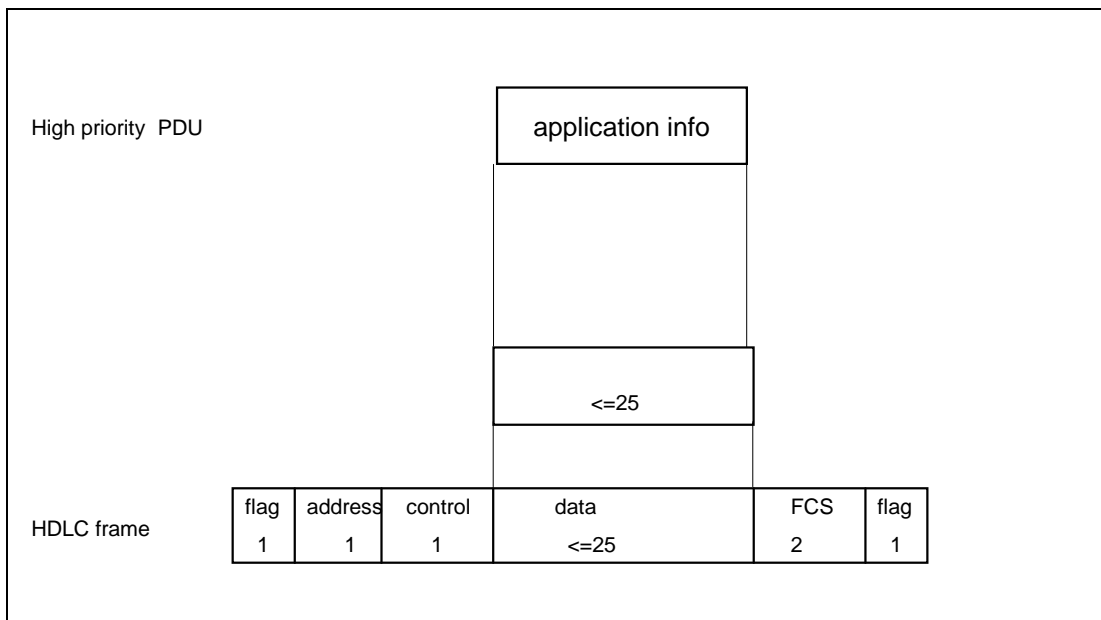 High priority PDU
application info
<=25
HDLC frame
flag address control data FCS flag
1 1 1 <=25 2 1